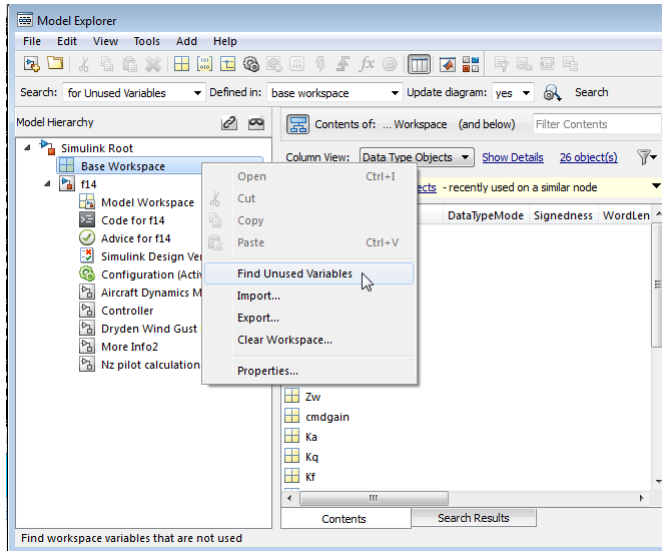 Model Explorer
File Edit View Tools Add Help
fx
Search: for Unused Variables Defined in: base workspace Update diagram: yes Search
Model Hierarchy
Contents of: ... Workspace (and below) Filter Contents
Simulink Root
Column View: Data Type Objects Show Details 26 object(s)
Base Workspace
- recently used on a similar node
f14
DataTypeMode Signedness WordLen
Model Workspace
Code for f14
Advice for f14
Simulink Design
Configuration
Aircraft Dynamics
Controller
Dryden Wind Gust
More Info2
Nz pilot calculation
Open Ctrl+I
Cut
Copy
Paste Ctrl+V
Find Unused Variables
Import...
Export...
Clear Workspace...
Properties...
Zw
cmdgain
Ka
Kq
Kf
Contents Search Results
Find workspace variables that are not used